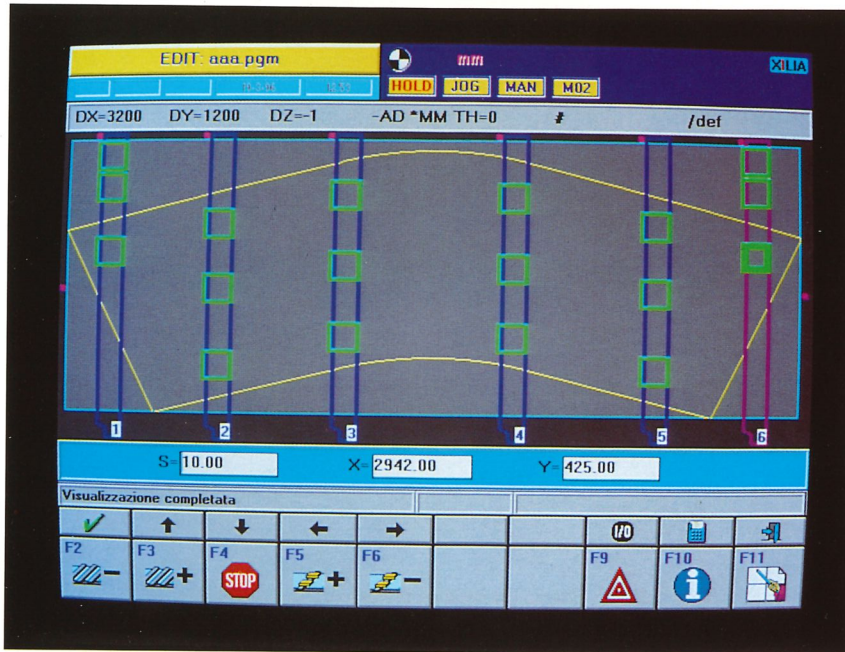 EDIT: aaa.pgm
mm
XILIA
HOLD JOG MAN M02
DX=3200 DY=1200 DZ=-1 -AD *MM TH=0 # /def
1 2 3 4 5 6
S=10.00 X=2942.00 Y=425.00
Visualizzazione completata
I/O
F2 F3 F4 F5 F6 F9 F10 F11
STOP